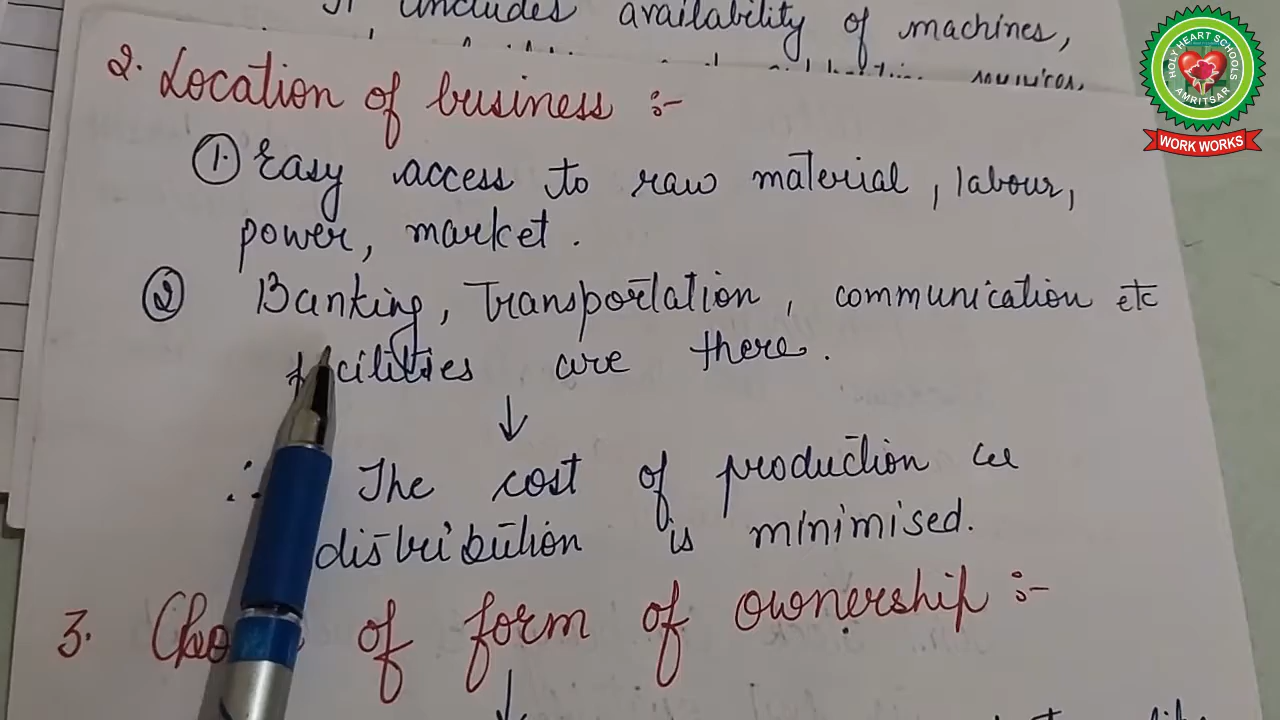 It includes availability of machines,
2. Location of business :-
① Easy access to raw material, labour,
power, market.
② Banking, Transportation, communication etc
facilities are there.
↓
∴ The cost of production &
distribution is minimised.
3. of form of ownership :-
↓
HOLY HEART SCHOOLS
AMRITSAR
WORK WORKS